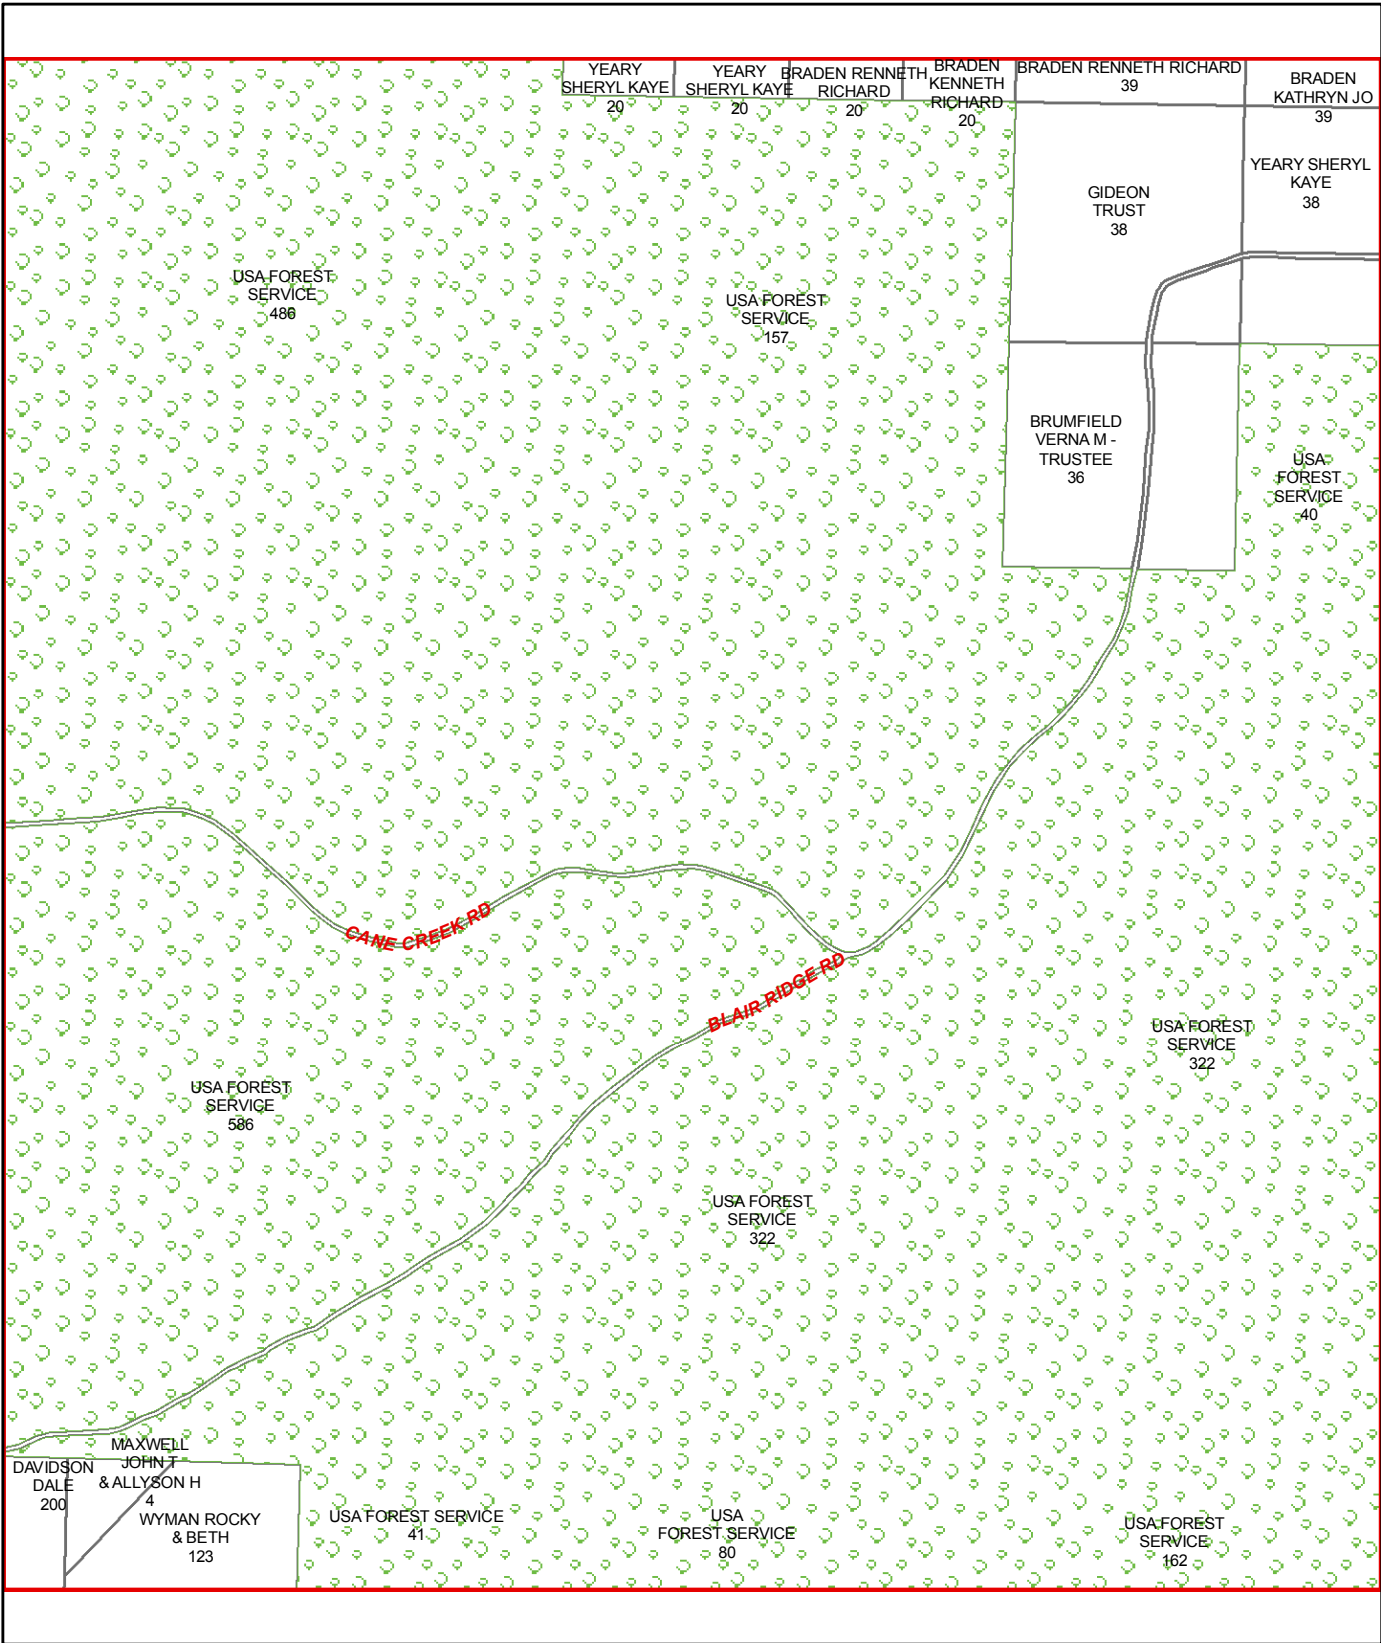 YEARY
SHERYL KAYE
20
YEARY
SHERYL KAYE
20
BRADEN RENNETH
RICHARD
20
BRADEN
KENNETH
RICHARD
20
BRADEN RENNETH RICHARD
39
BRADEN
KATHRYN JO
39
GIDEON
TRUST
38
YEARY SHERYL
KAYE
38
USA FOREST
SERVICE
486
USA FOREST
SERVICE
157
BRUMFIELD
VERNA M -
TRUSTEE
36
USA
FOREST
SERVICE
40
CANE CREEK RD
BLAIR RIDGE RD
USA FOREST
SERVICE
322
USA FOREST
SERVICE
586
USA FOREST
SERVICE
322
DAVIDSON
DALE
200
MAXWELL
JOHN T
& ALLYSON H
4
WYMAN ROCKY
& BETH
123
USA FOREST SERVICE
41
USA
FOREST SERVICE
80
USA FOREST
SERVICE
162